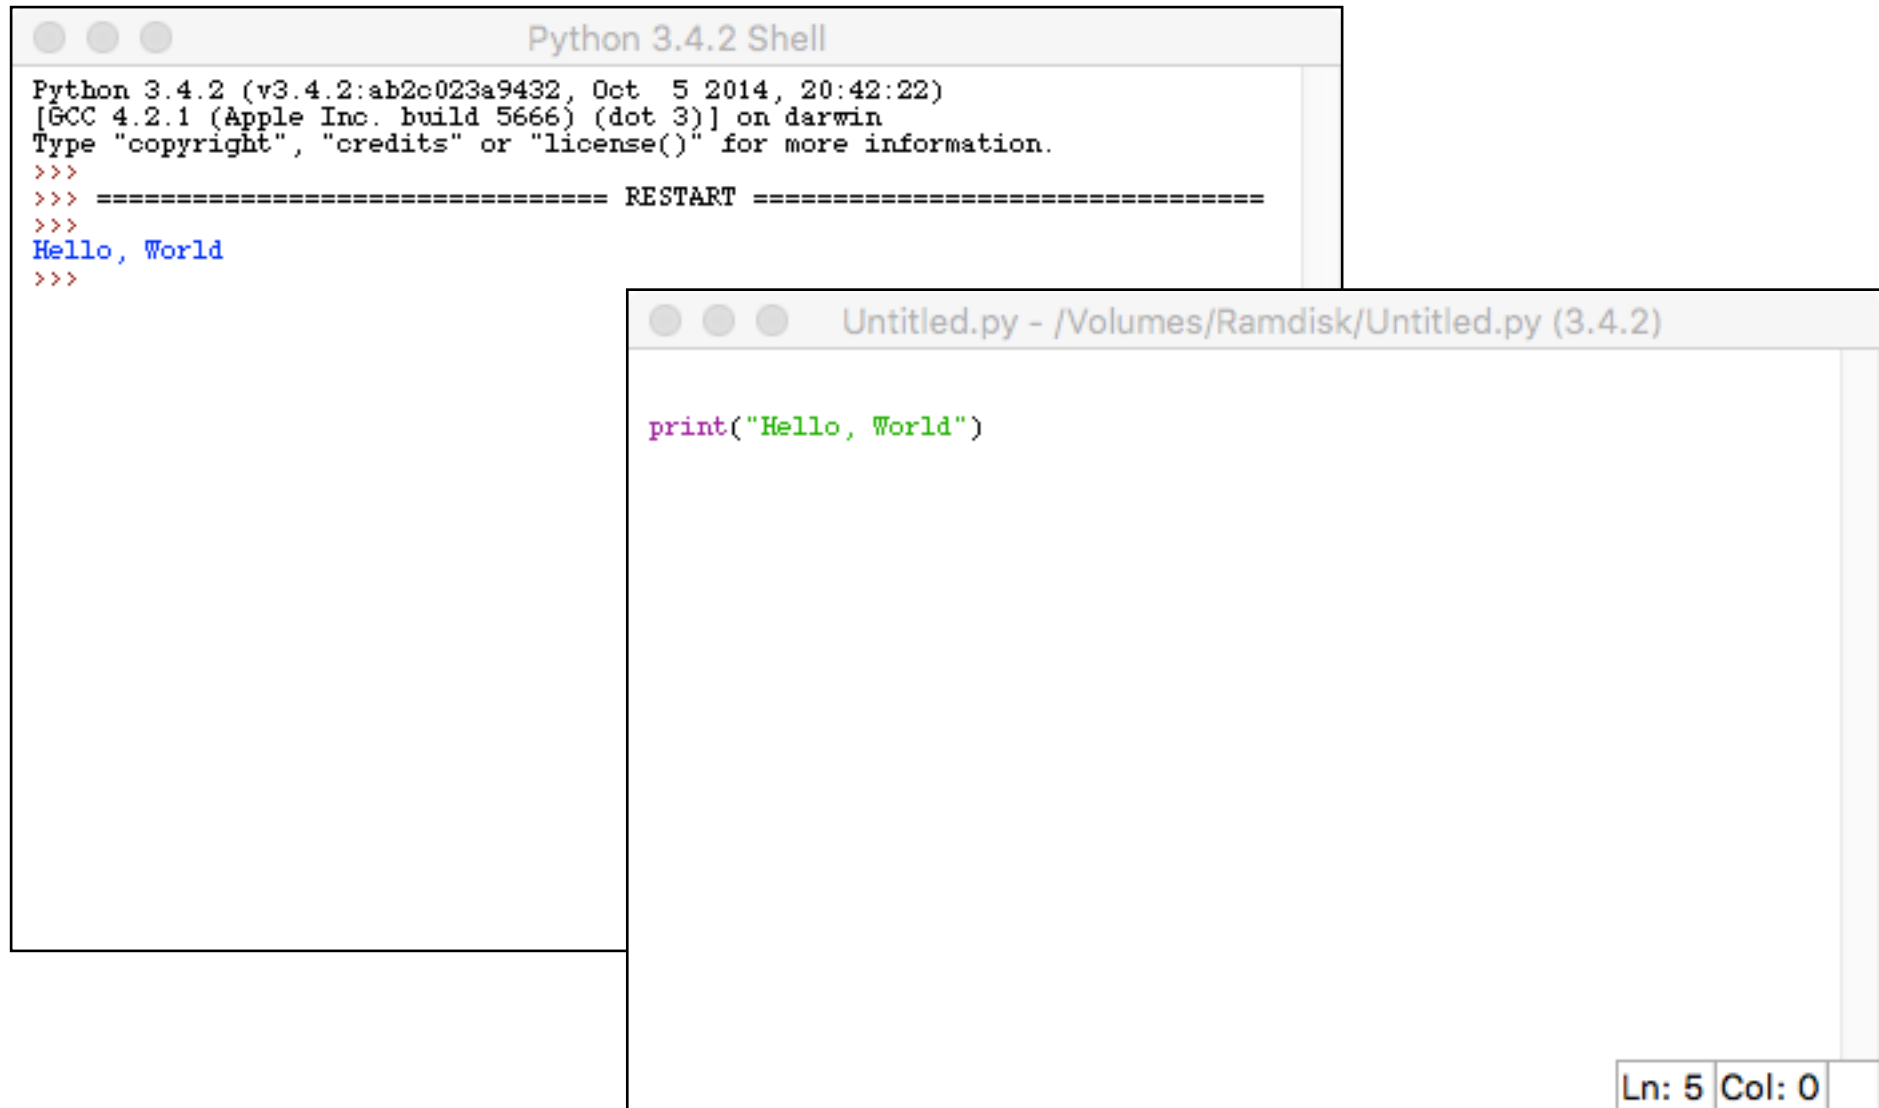 Python 3.4.2 Shell
Python 3.4.2 (v3.4.2:ab2c023a9432, Oct  5 2014, 20:42:22)
[GCC 4.2.1 (Apple Inc. build 5666) (dot 3)] on darwin
Type "copyright", "credits" or "license()" for more information.
>>>
>>> ================================ RESTART ================================
>>>
Hello, World
>>>
Untitled.py - /Volumes/Ramdisk/Untitled.py (3.4.2)
print("Hello, World")
Ln: 5 Col: 0